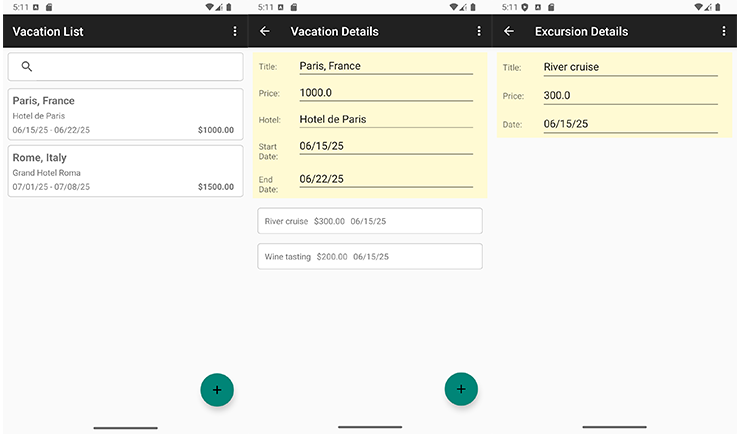 5:11
Vacation List
Paris, France
Hotel de Paris
06/15/25 - 06/22/25 $1000.00
Rome, Italy
Grand Hotel Roma
07/01/25 - 07/08/25 $1500.00
+
5:11
Vacation Details
Title: Paris, France
Price: 1000.0
Hotel: Hotel de Paris
Start Date: 06/15/25
End Date: 06/22/25
River cruise $300.00 06/15/25
Wine tasting $200.00 06/15/25
+
5:11
Excursion Details
Title: River cruise
Price: 300.0
Date: 06/15/25